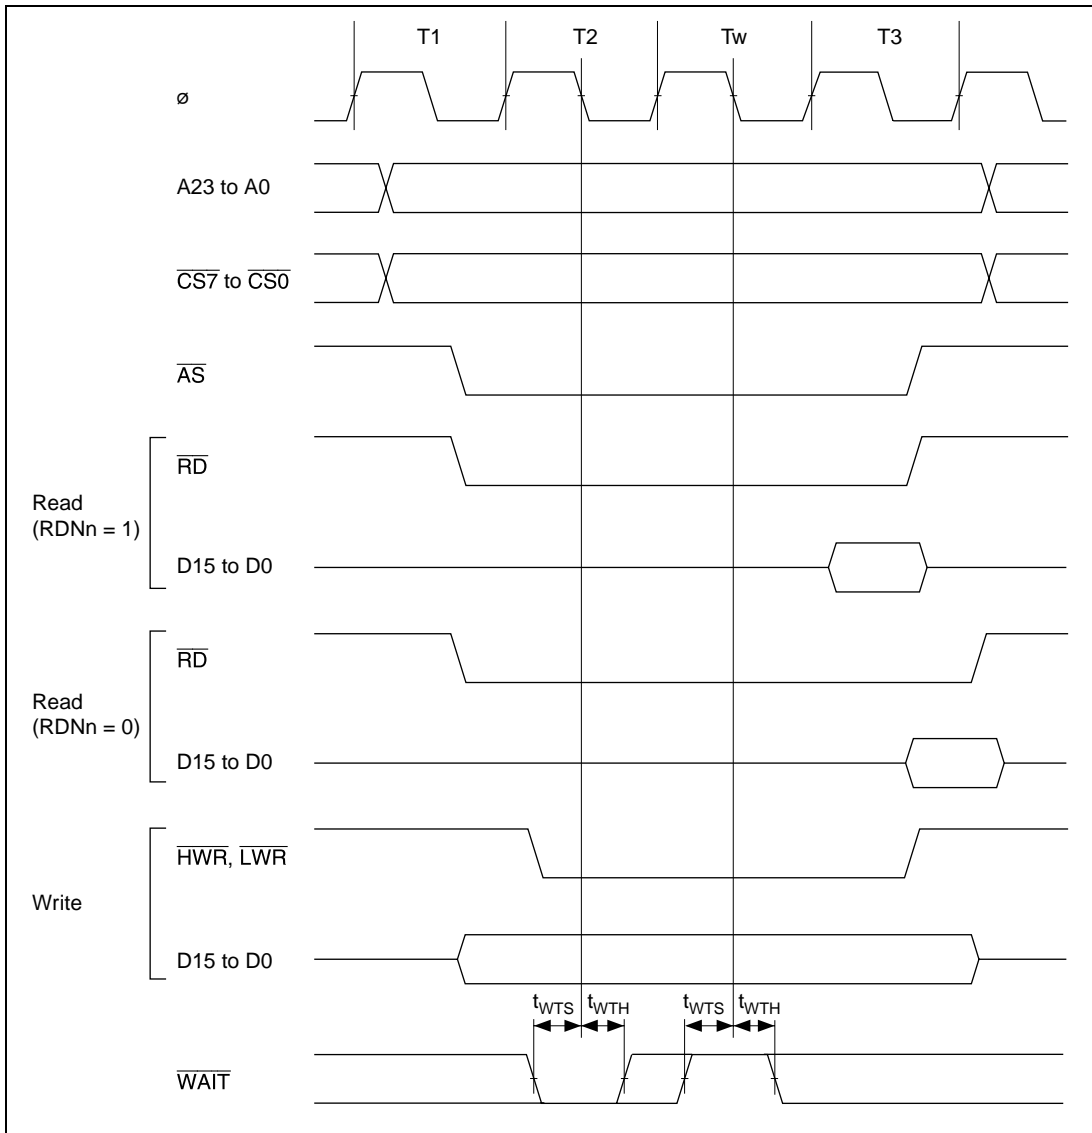 T1 T2 Tw T3
ø
A23 to A0
CS7 to CS0
AS
RD
Read
(RDNn = 1)
D15 to D0
RD
Read
(RDNn = 0)
D15 to D0
HWR, LWR
Write
D15 to D0
tWTS tWTH tWTS tWTH
WAIT